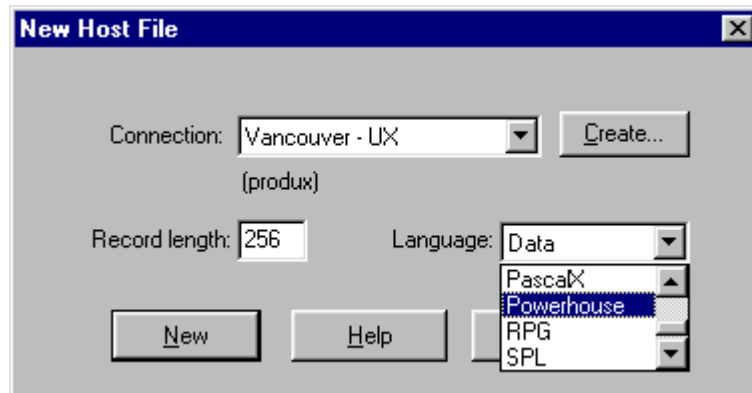 New Host File
Connection: Vancouver - UX Create...
(produx)
Record length: 256 Language: Data
PascalX
Powerhouse
RPG
SPL
New Help